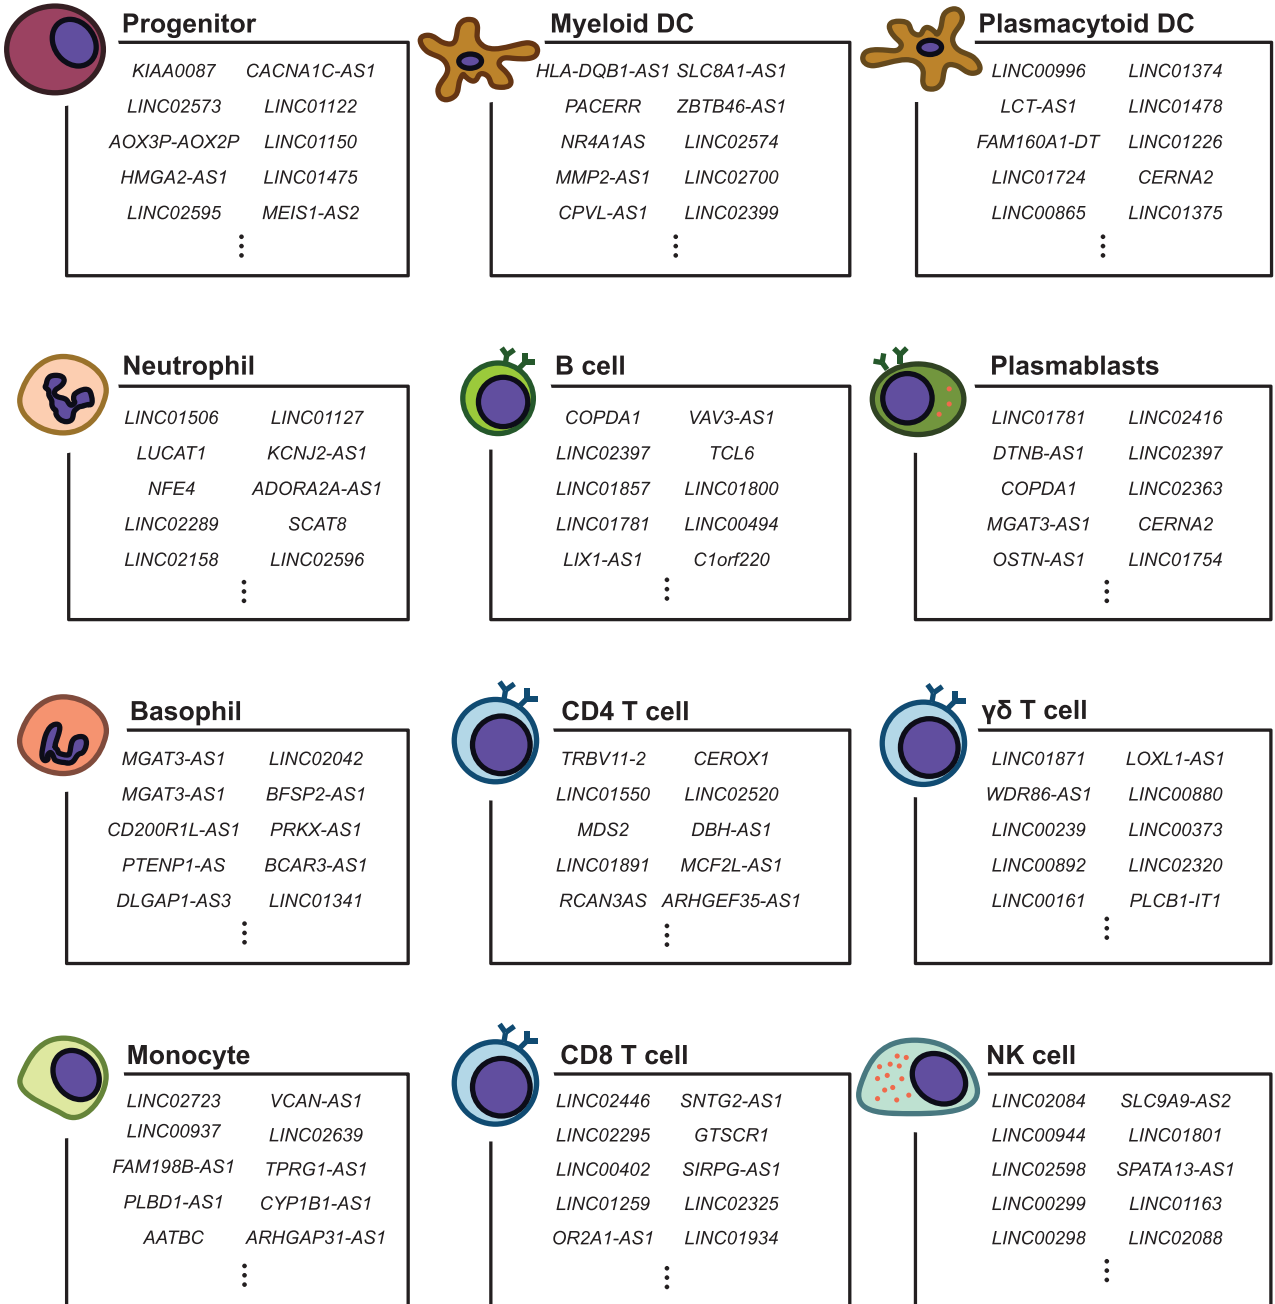 Progenitor
KIAA0087 CACNA1C-AS1
LINC02573 LINC01122
AOX3P-AOX2P LINC01150
HMGA2-AS1 LINC01475
LINC02595 MEIS1-AS2
Myeloid DC
HLA-DQB1-AS1 SLC8A1-AS1
PACERR ZBTB46-AS1
NR4A1AS LINC02574
MMP2-AS1 LINC02700
CPVL-AS1 LINC02399
Plasmacytoid DC
LINC00996 LINC01374
LCT-AS1 LINC01478
FAM160A1-DT LINC01226
LINC01724 CERNA2
LINC00865 LINC01375
Neutrophil
LINC01506 LINC01127
LUCAT1 KCNJ2-AS1
NFE4 ADORA2A-AS1
LINC02289 SCAT8
LINC02158 LINC02596
B cell
COPDA1 VAV3-AS1
LINC02397 TCL6
LINC01857 LINC01800
LINC01781 LINC00494
LIX1-AS1 C1orf220
Plasmablasts
LINC01781 LINC02416
DTNB-AS1 LINC02397
COPDA1 LINC02363
MGAT3-AS1 CERNA2
OSTN-AS1 LINC01754
Basophil
MGAT3-AS1 LINC02042
MGAT3-AS1 BFSP2-AS1
CD200R1L-AS1 PRKX-AS1
PTENP1-AS BCAR3-AS1
DLGAP1-AS3 LINC01341
CD4 T cell
TRBV11-2 CEROX1
LINC01550 LINC02520
MDS2 DBH-AS1
LINC01891 MCF2L-AS1
RCAN3AS ARHGEF35-AS1
γδ T cell
LINC01871 LOXL1-AS1
WDR86-AS1 LINC00880
LINC00239 LINC00373
LINC00892 LINC02320
LINC00161 PLCB1-IT1
Monocyte
LINC02723 VCAN-AS1
LINC00937 LINC02639
FAM198B-AS1 TPRG1-AS1
PLBD1-AS1 CYP1B1-AS1
AATBC ARHGAP31-AS1
CD8 T cell
LINC02446 SNTG2-AS1
LINC02295 GTSCR1
LINC00402 SIRPG-AS1
LINC01259 LINC02325
OR2A1-AS1 LINC01934
NK cell
LINC02084 SLC9A9-AS2
LINC00944 LINC01801
LINC02598 SPATA13-AS1
LINC00299 LINC01163
LINC00298 LINC02088